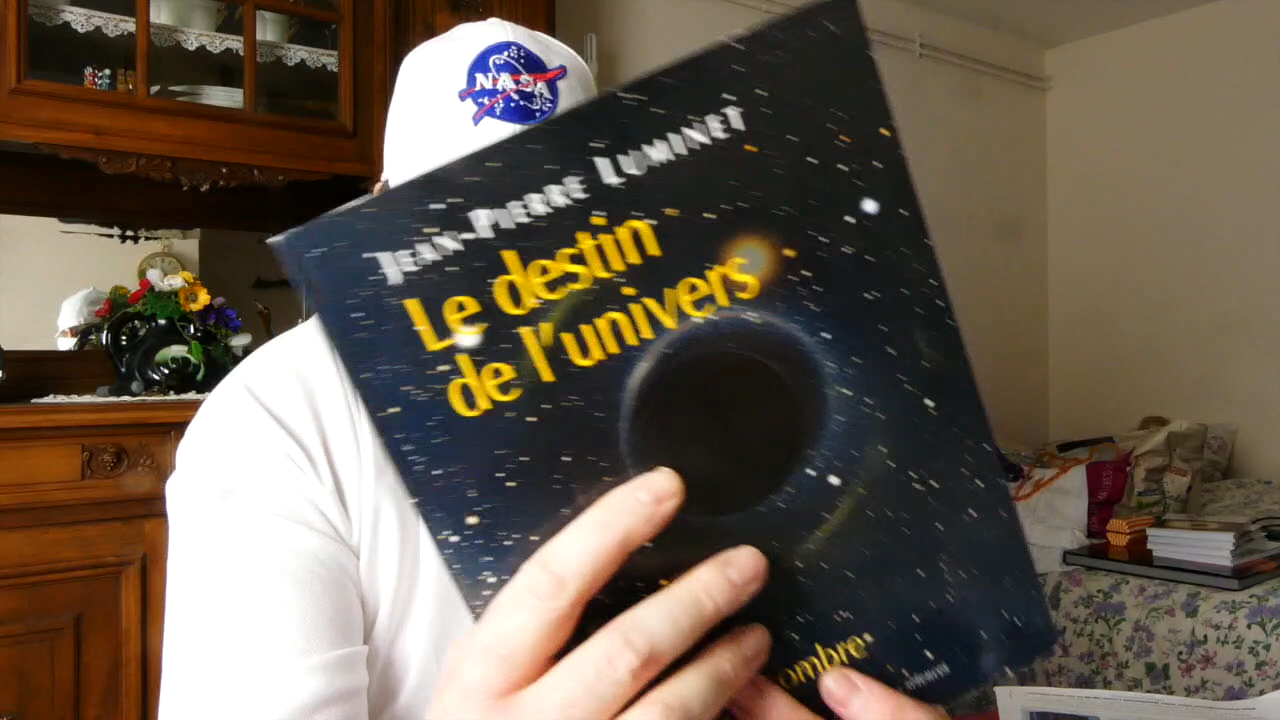 NASA
JEAN-PIERRE LUMINET
Le destin
de l'univers
ombre